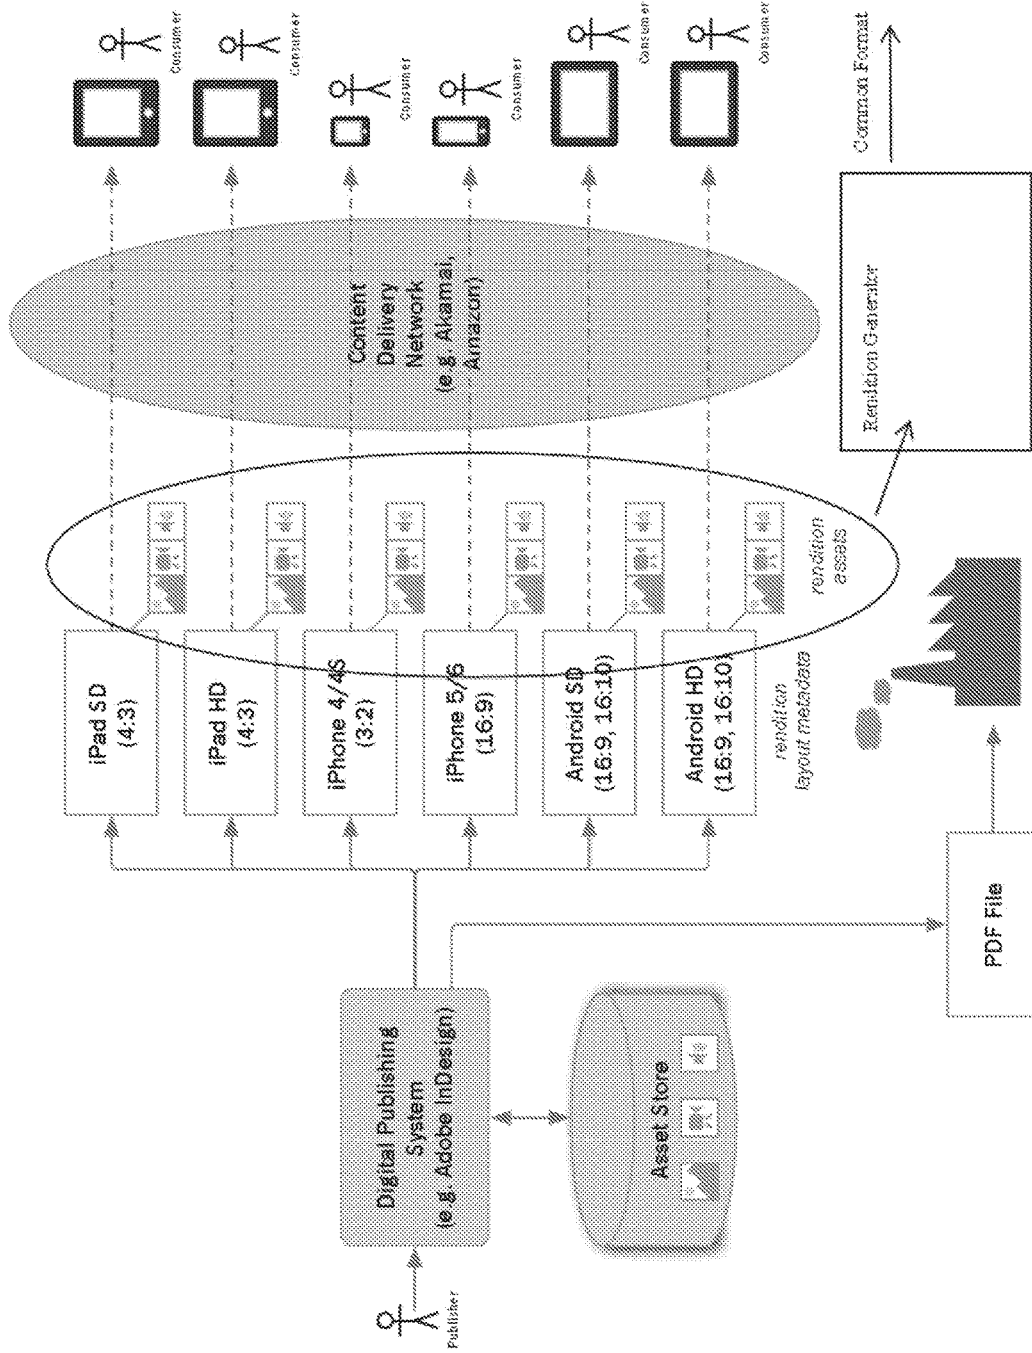 Publisher
Digital Publishing
System
(e.g. Adobe InDesign)
Asset Store
PDF File
iPad SD
(4:3)
iPad HD
(4:3)
iPhone 4/4S
(3:2)
iPhone 5/6
(16:9)
Android SD
(16:9, 16:10)
Android HD
(16:9, 16:10)
rendition
layout metadata
rendition
assets
Content
Delivery
Network
(e.g. Akamai,
Amazon)
Rendition Generator
Common Format
Consumer
Consumer
Consumer
Consumer
Consumer
Consumer